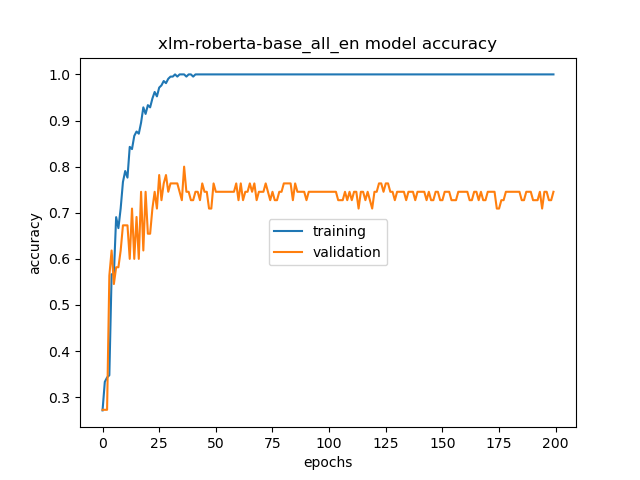 xlm-roberta-base_all_en model accuracy
1.0
0.9
0.8
0.7
0.6
0.5
0.4
0.3
accuracy
training
validation
0 25 50 75 100 125 150 175 200
epochs